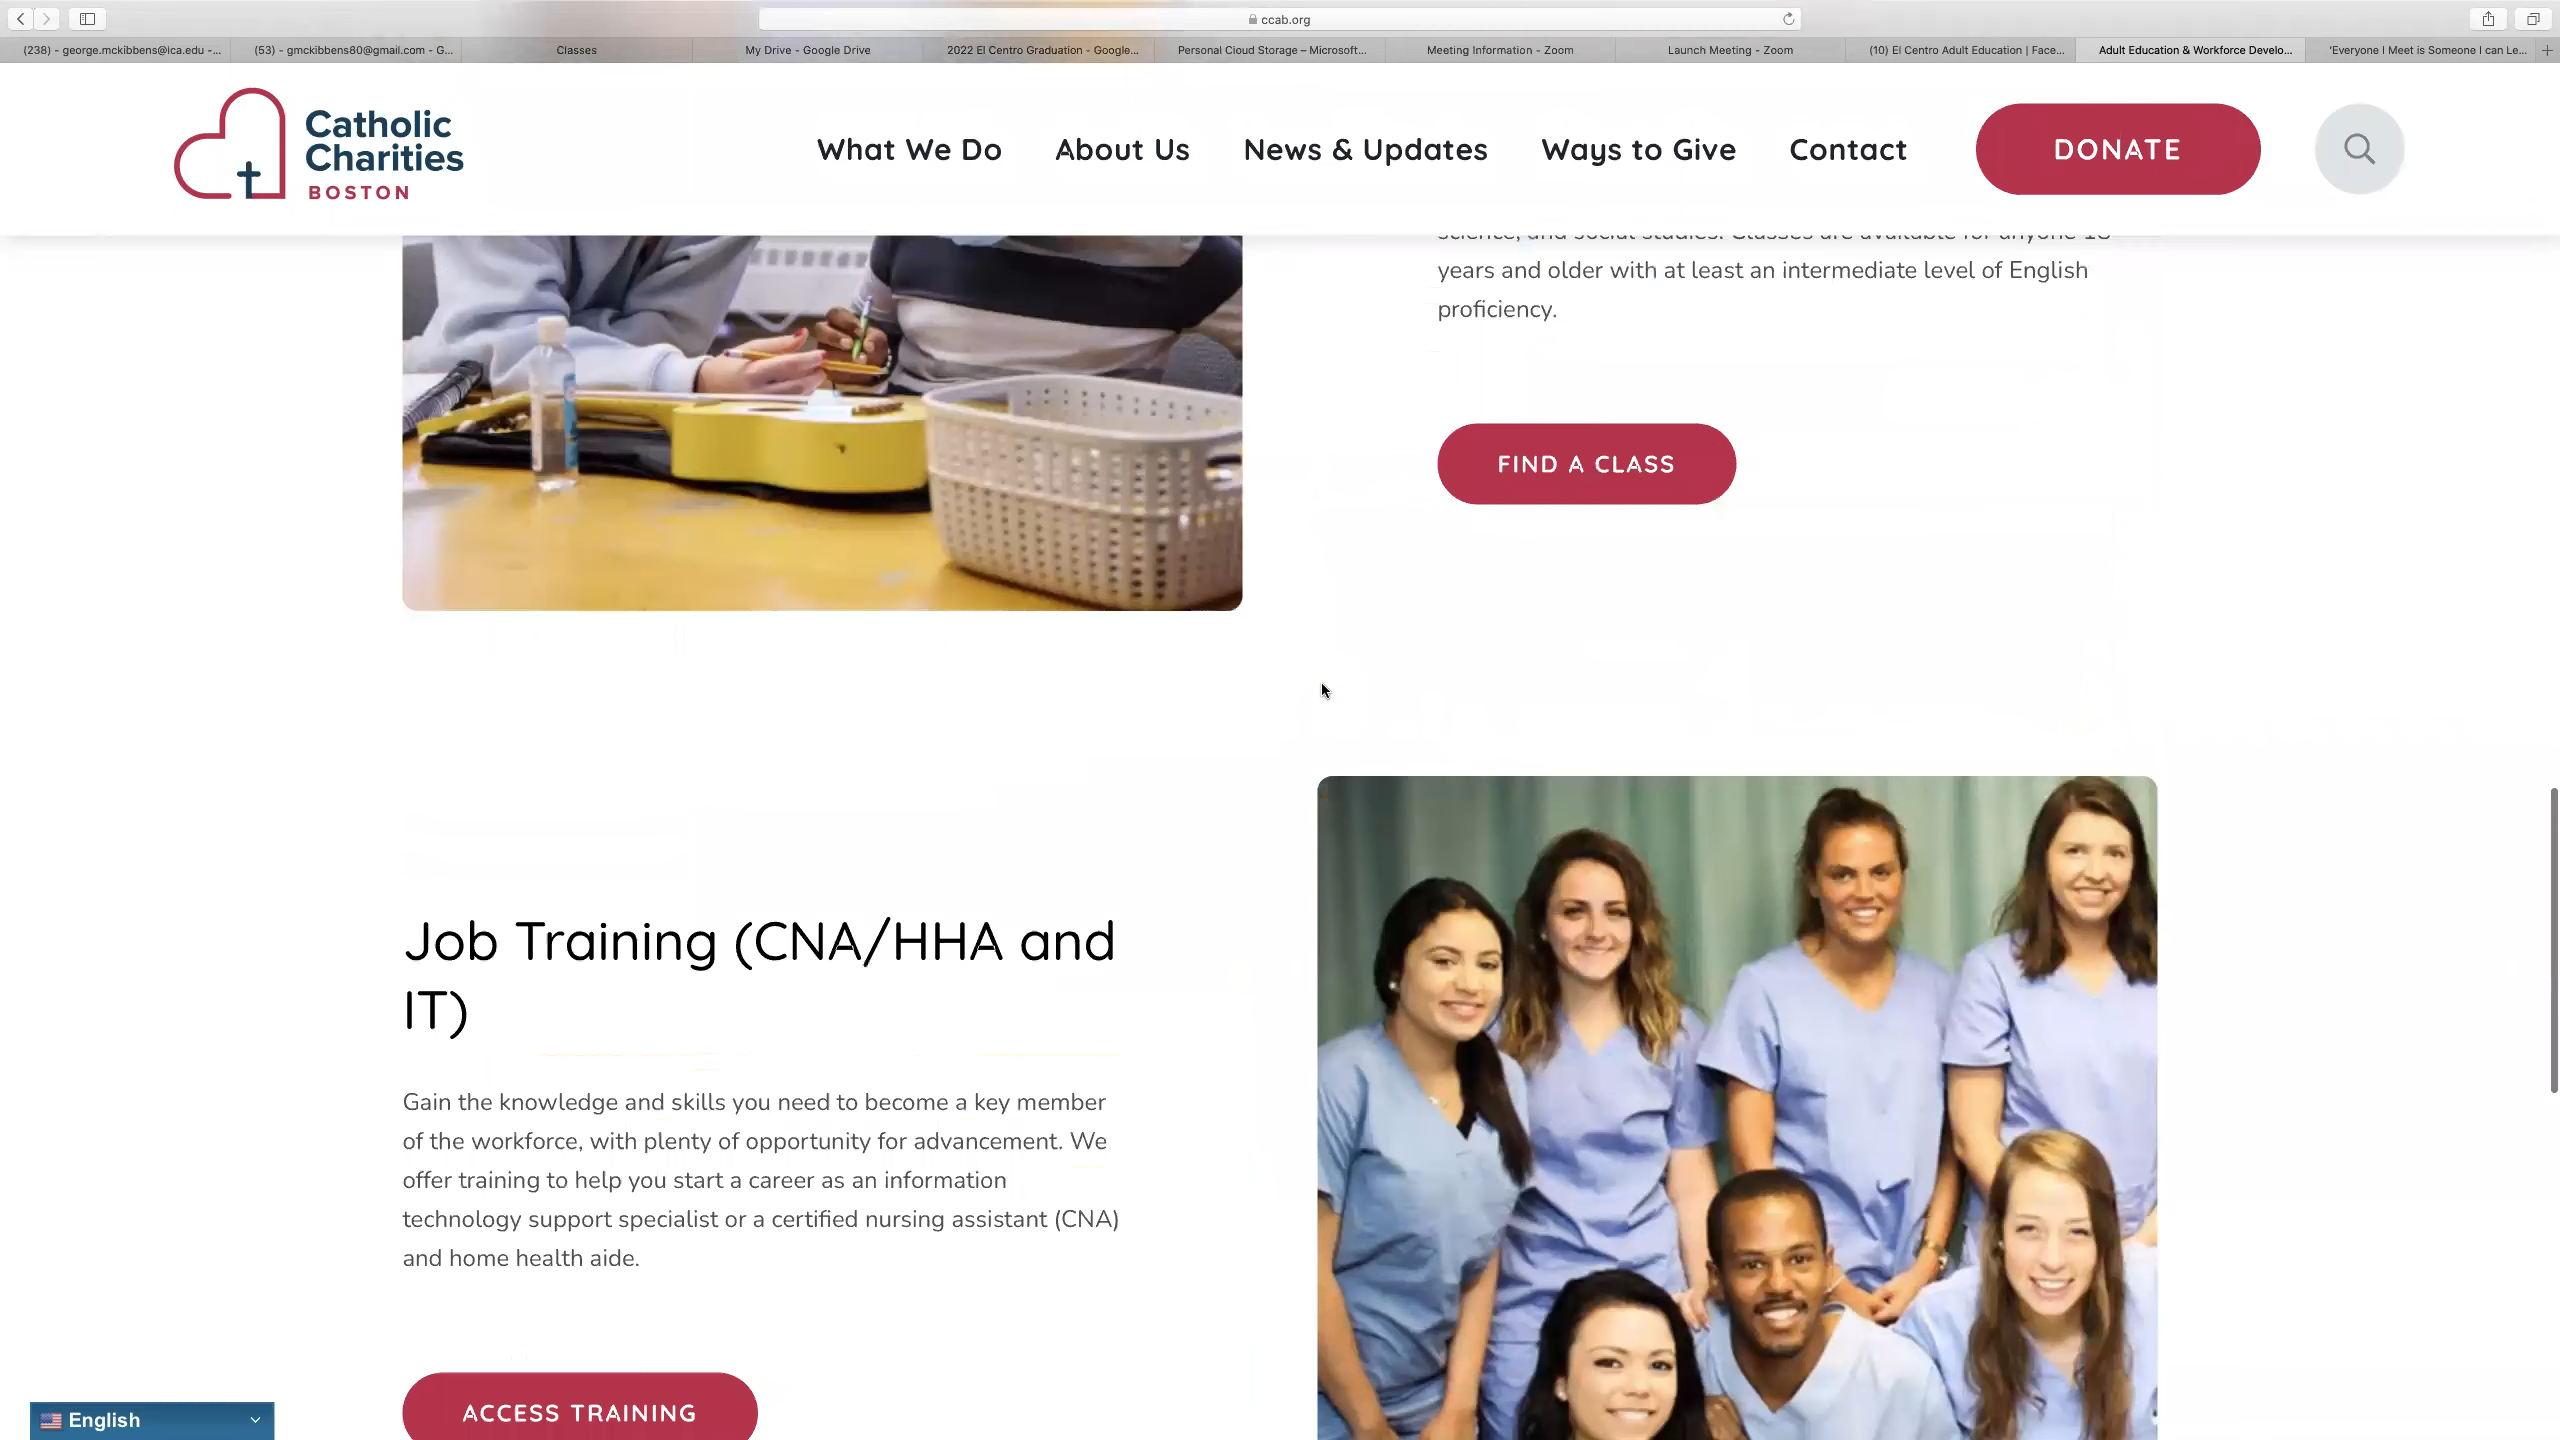 ccab.org
(238) - george.mckibbens@ica.edu -...
(53) - gmckibbens80@gmail.com - G...
Classes
My Drive - Google Drive
2022 El Centro Graduation - Google...
Personal Cloud Storage – Microsoft...
Meeting Information - Zoom
Launch Meeting - Zoom
(10) El Centro Adult Education | Face...
Adult Education & Workforce Develo...
'Everyone I Meet is Someone I can Le...
Catholic
Charities
BOSTON
What We Do
About Us
News & Updates
Ways to Give
Contact
DONATE
science, and social studies. Classes are available for anyone 18
years and older with at least an intermediate level of English
proficiency.
FIND A CLASS
Job Training (CNA/HHA and
IT)
Gain the knowledge and skills you need to become a key member
of the workforce, with plenty of opportunity for advancement. We
offer training to help you start a career as an information
technology support specialist or a certified nursing assistant (CNA)
and home health aide.
ACCESS TRAINING
English